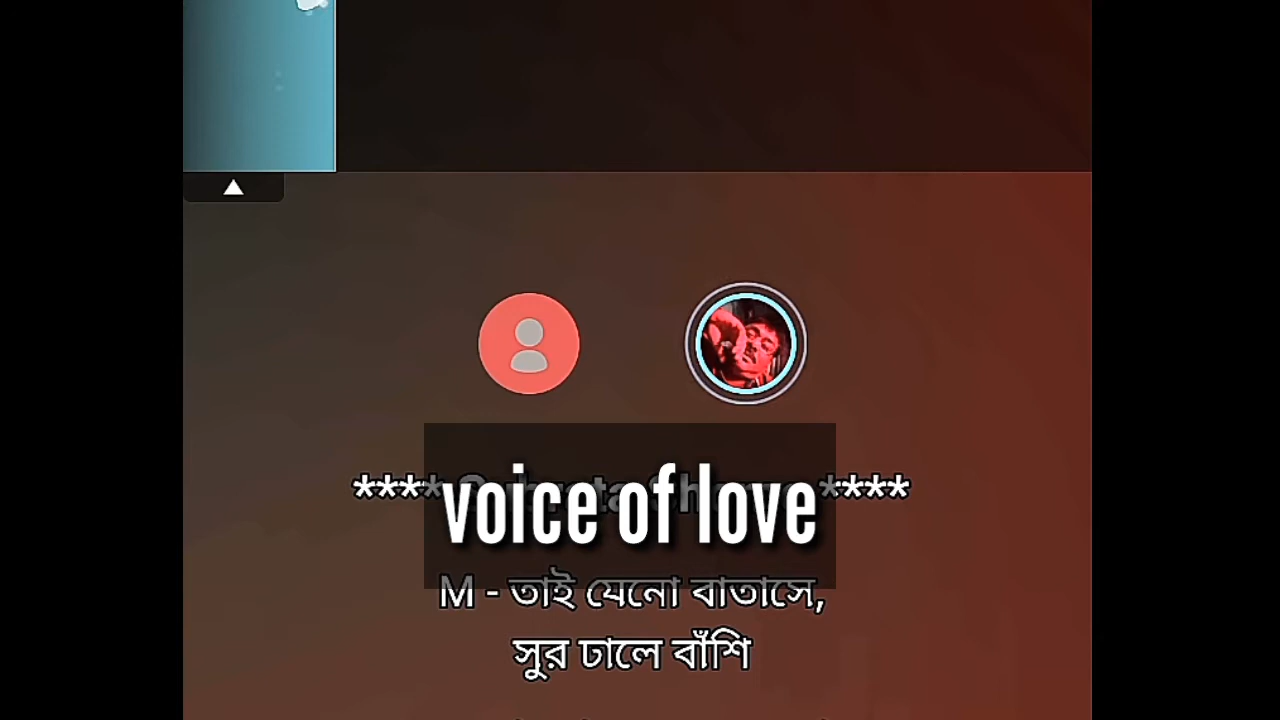 **** voice of love ****
M - তাই যেনো বাতাসে,
সুর ঢালে বাঁশি